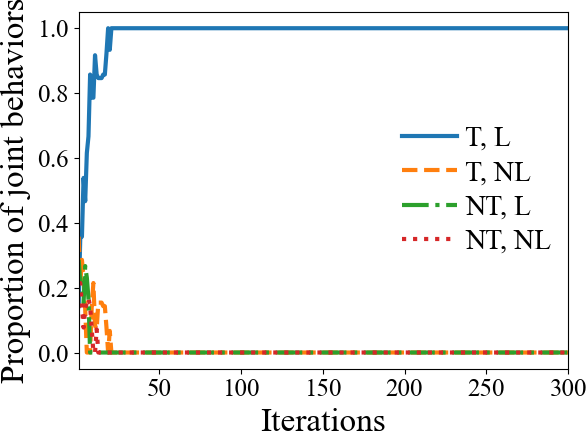 Proportion of joint behaviors
1.0
0.8
0.6
0.4
0.2
0.0
T, L
T, NL
NT, L
NT, NL
50 100 150 200 250 300
Iterations